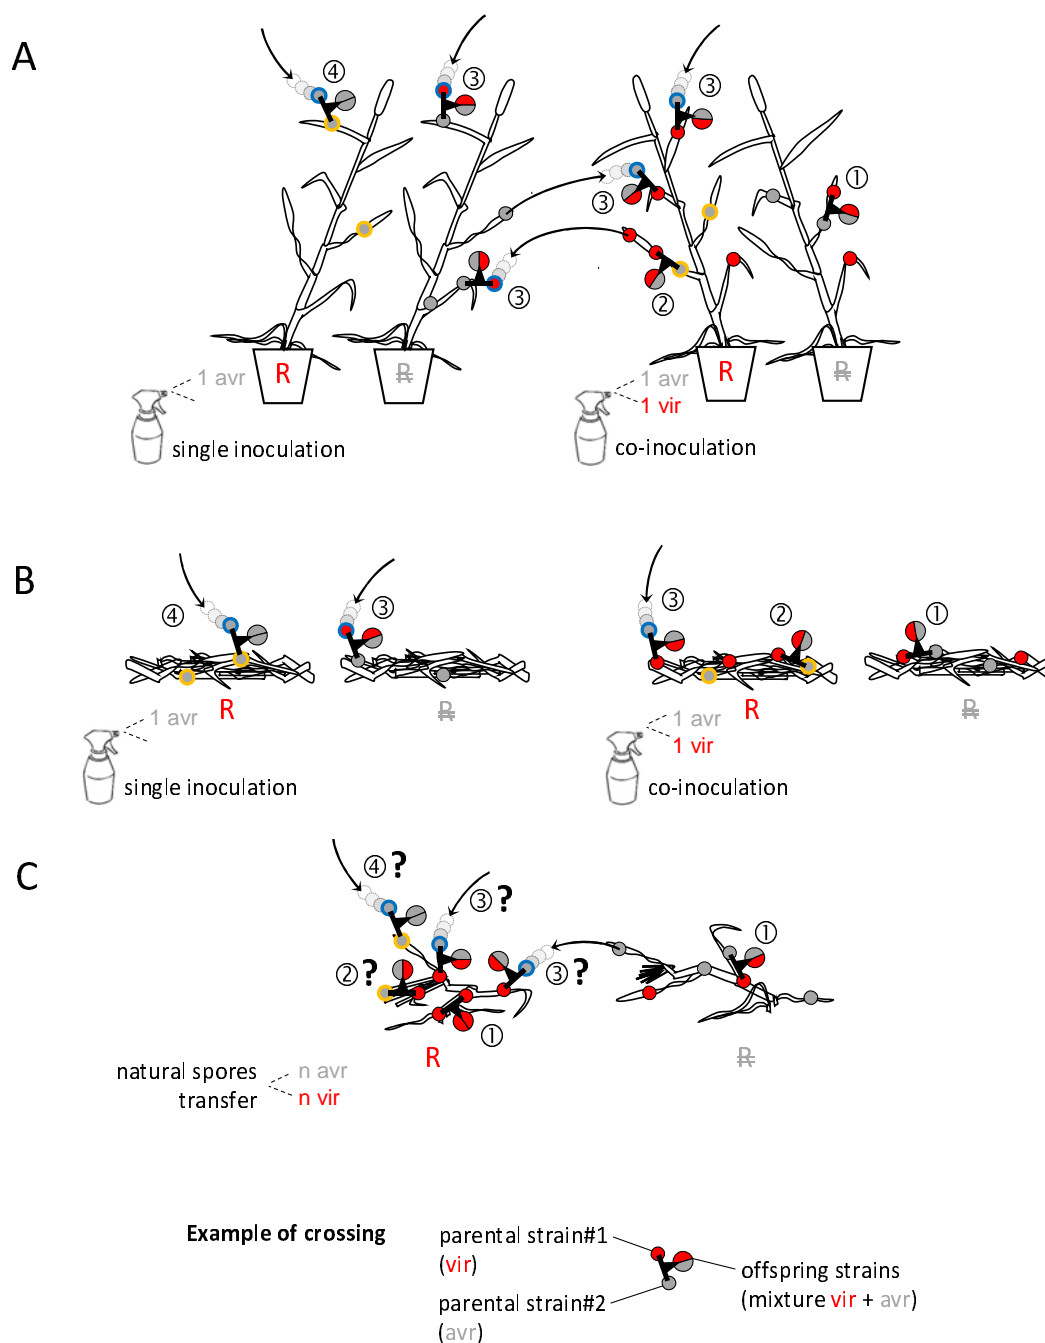 A
④
③
③
③
①
③
②
R
R
R
R
1 avr
1 avr
1 vir
single inoculation
co-inoculation
B
④
③
③
②
①
R
R
R
R
1 avr
1 avr
1 vir
single inoculation
co-inoculation
C
④ ?
③ ?
② ?
③ ?
①
①
R
R
natural spores
transfer
n avr
n vir
Example of crossing
parental strain#1
(vir)
parental strain#2
(avr)
offspring strains
(mixture vir + avr)